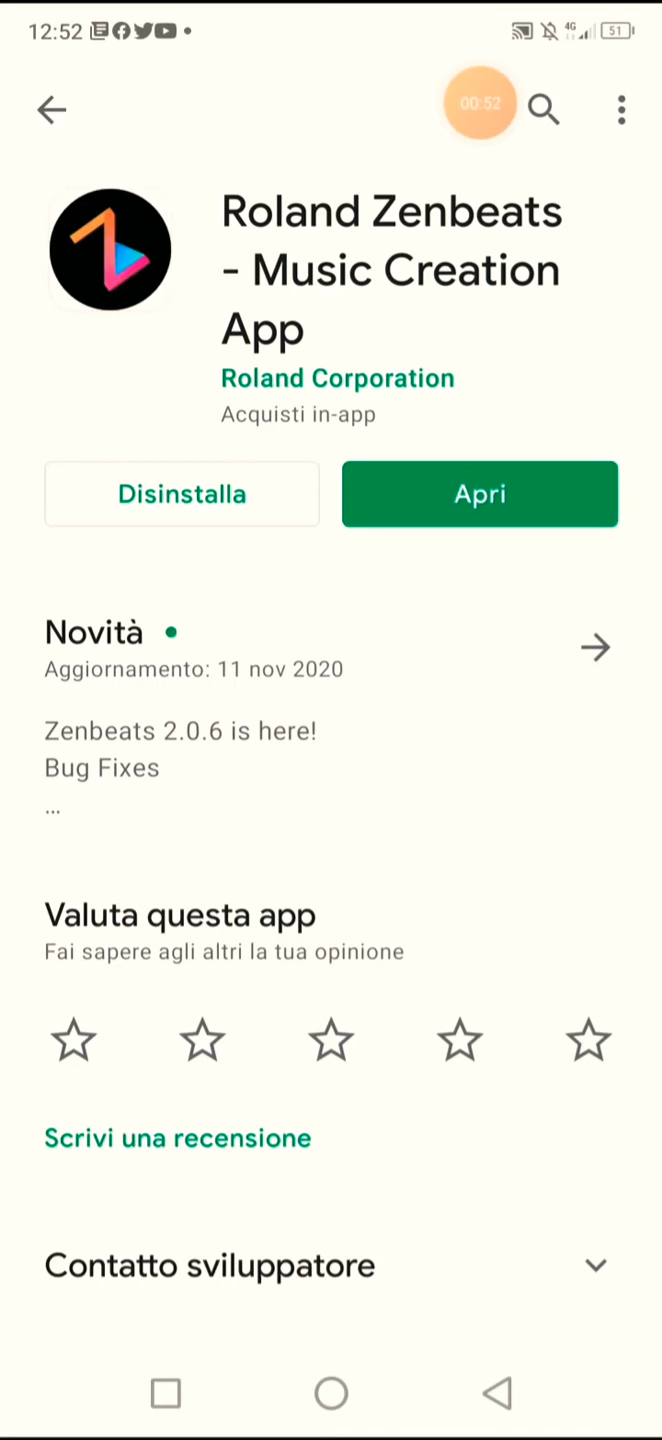 12:52
4G
51
00:52
Roland Zenbeats
- Music Creation
App
Roland Corporation
Acquisti in-app
Disinstalla
Apri
Novità
Aggiornamento: 11 nov 2020
Zenbeats 2.0.6 is here!
Bug Fixes
...
Valuta questa app
Fai sapere agli altri la tua opinione
Scrivi una recensione
Contatto sviluppatore